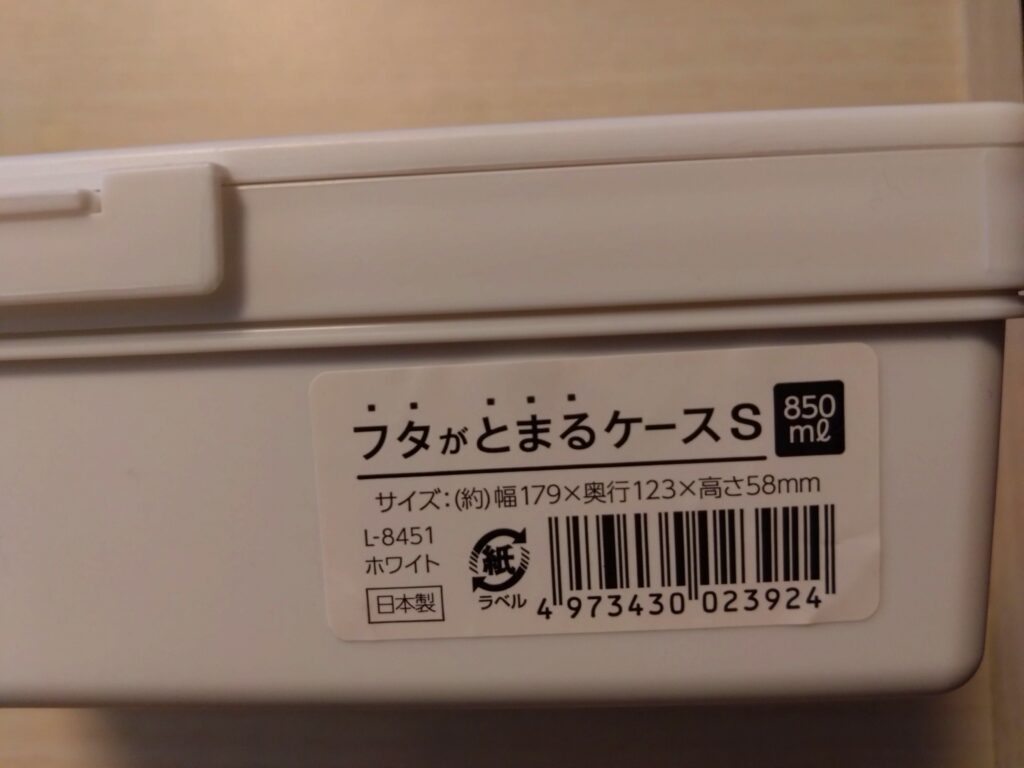 フタがとまるケースS
850
ml
サイズ：(約)幅179×奥行123×高さ58mm
L-8451
ホワイト
日本製
紙
ラベル
4 973430 023924